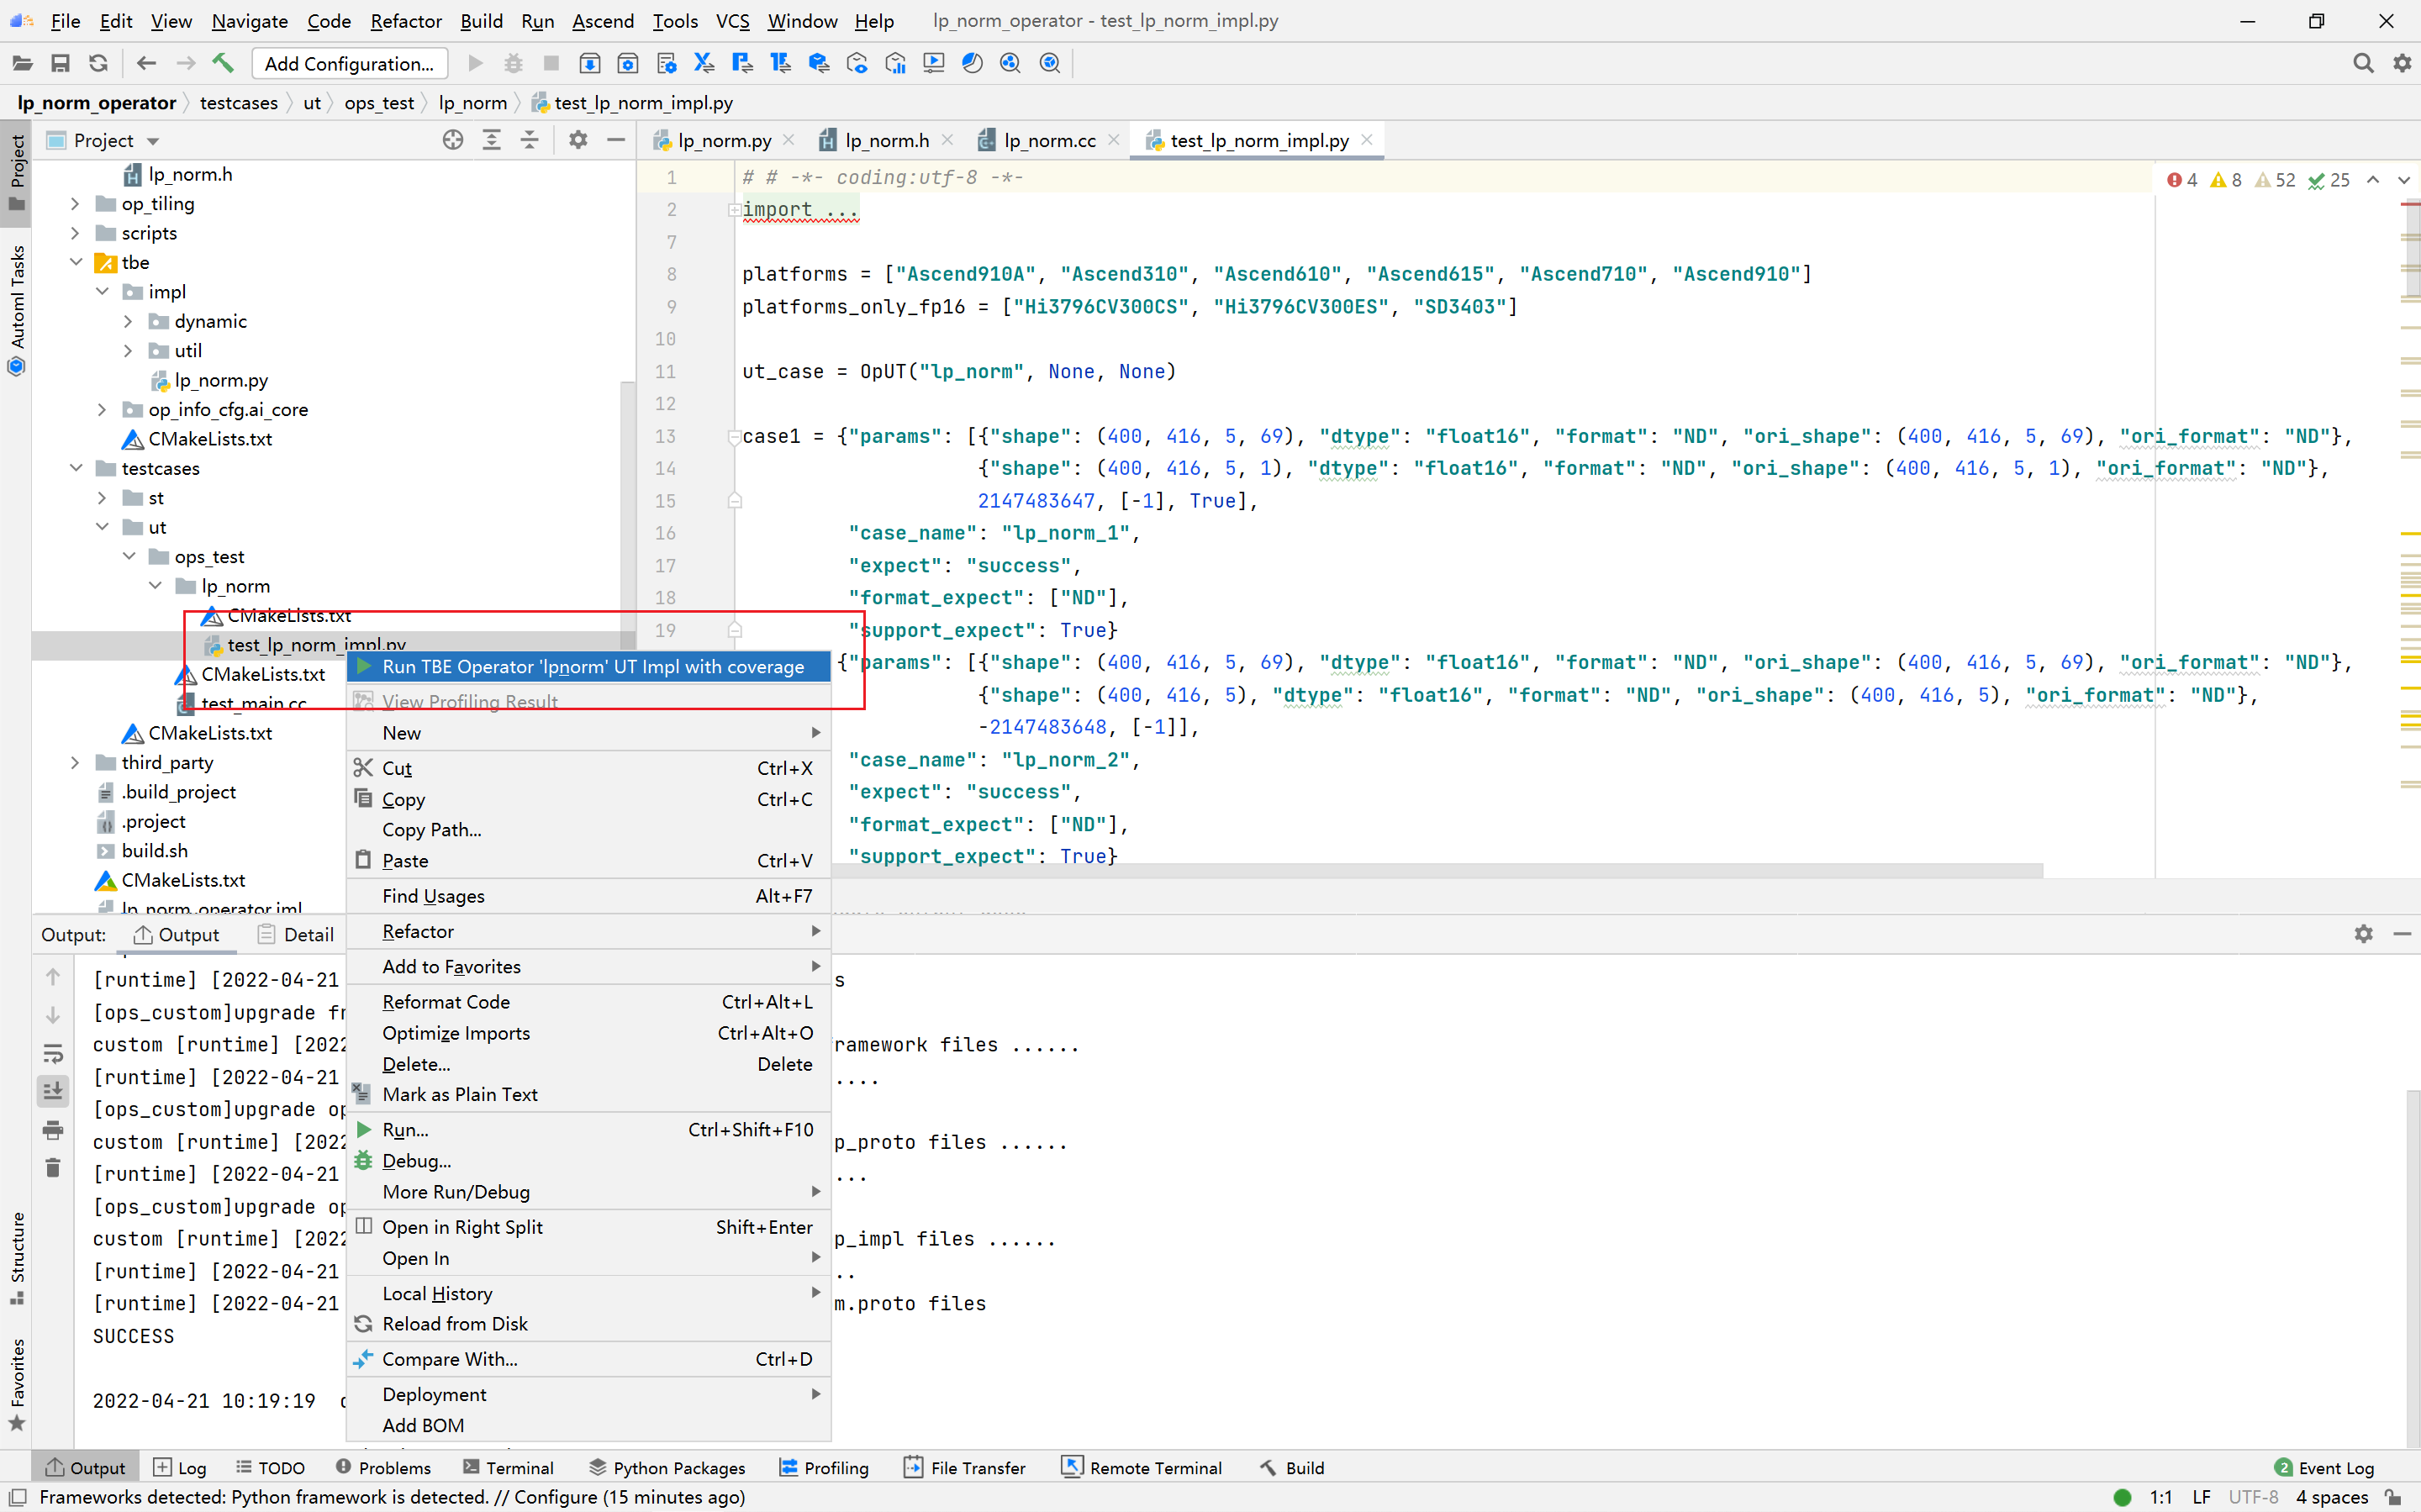 File Edit View Navigate Code Refactor Build Run Ascend Tools VCS Window Help lp_norm_operator - test_lp_norm_impl.py
Add Configuration...
lp_norm_operator testcases ut ops_test lp_norm test_lp_norm_impl.py
Project
Automl Tasks
Structure
Favorites
Project
lp_norm.h
op_tiling
scripts
tbe
impl
dynamic
util
lp_norm.py
op_info_cfg.ai_core
CMakeLists.txt
testcases
st
ut
ops_test
lp_norm
CMakeLists.txt
test_lp_norm_impl.py
CMakeLists.txt
test_main.cc
CMakeLists.txt
third_party
.build_project
.project
build.sh
CMakeLists.txt
lp_norm_operator.iml
lp_norm.py lp_norm.h lp_norm.cc test_lp_norm_impl.py
4 8 52 25
1 # # -*- coding:utf-8 -*-
2 import ...
7
8 platforms = ["Ascend910A", "Ascend310", "Ascend610", "Ascend615", "Ascend710", "Ascend910"]
9 platforms_only_fp16 = ["Hi3796CV300CS", "Hi3796CV300ES", "SD3403"]
10
11 ut_case = OpUT("lp_norm", None, None)
12
13 case1 = {"params": [{"shape": (400, 416, 5, 69), "dtype": "float16", "format": "ND", "ori_shape": (400, 416, 5, 69), "ori_format": "ND"},
14 {"shape": (400, 416, 5, 1), "dtype": "float16", "format": "ND", "ori_shape": (400, 416, 5, 1), "ori_format": "ND"},
15 2147483647, [-1], True],
16 "case_name": "lp_norm_1",
17 "expect": "success",
18 "format_expect": ["ND"],
19 "support_expect": True}
{"params": [{"shape": (400, 416, 5, 69), "dtype": "float16", "format": "ND", "ori_shape": (400, 416, 5, 69), "ori_format": "ND"},
{"shape": (400, 416, 5), "dtype": "float16", "format": "ND", "ori_shape": (400, 416, 5), "ori_format": "ND"},
-2147483648, [-1]],
"case_name": "lp_norm_2",
"expect": "success",
"format_expect": ["ND"],
"support_expect": True}
Run TBE Operator 'lpnorm' UT Impl with coverage
View Profiling Result
New
Cut Ctrl+X
Copy Ctrl+C
Copy Path...
Paste Ctrl+V
Find Usages Alt+F7
Refactor
Add to Favorites
Reformat Code Ctrl+Alt+L
Optimize Imports Ctrl+Alt+O
Delete... Delete
Mark as Plain Text
Run... Ctrl+Shift+F10
Debug...
More Run/Debug
Open in Right Split Shift+Enter
Open In
Local History
Reload from Disk
Compare With... Ctrl+D
Deployment
Add BOM
Output: Output Detail
[runtime] [2022-04-21 s
[ops_custom]upgrade fr
custom [runtime] [2022 ramework files ......
[runtime] [2022-04-21 ....
[ops_custom]upgrade op
custom [runtime] [2022 p_proto files ......
[runtime] [2022-04-21 ...
[ops_custom]upgrade op
custom [runtime] [2022 p_impl files ......
[runtime] [2022-04-21 ..
[runtime] [2022-04-21 m.proto files
SUCCESS
2022-04-21 10:19:19
Output Log TODO Problems Terminal Python Packages Profiling File Transfer Remote Terminal Build 2 Event Log
Frameworks detected: Python framework is detected. // Configure (15 minutes ago) 1:1 LF UTF-8 4 spaces